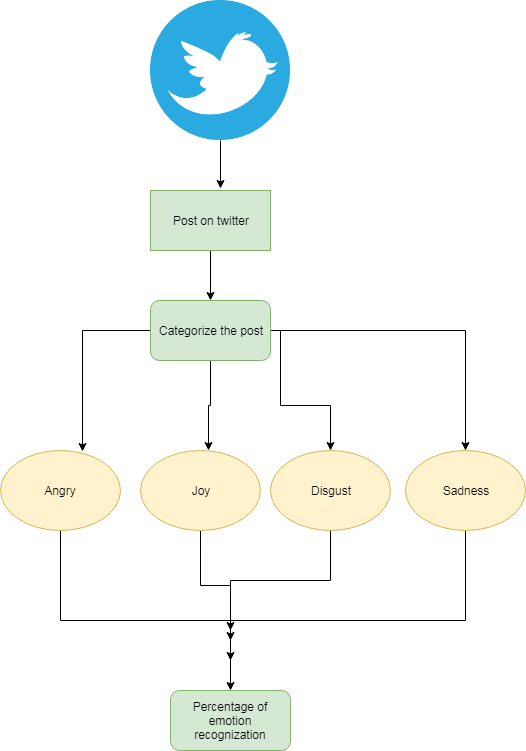 Post on twitter
Categorize the post
Angry
Joy
Disgust
Sadness
Percentage of
emotion
recognization